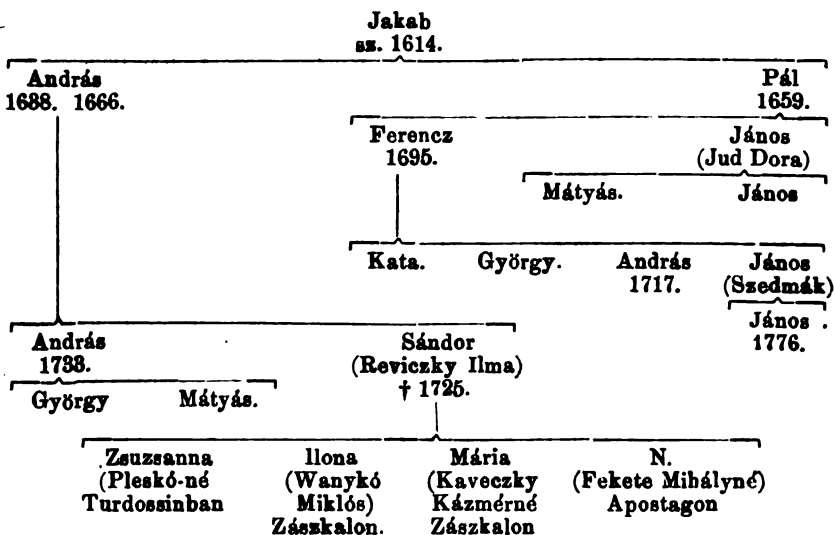 Jakab
sz. 1614.
András Pál
1688. 1666. 1659.
Ferencz János
1695. (Jud Dora)
Mátyás. János
Kata. György. András János
1717. (Szedmák)
János
1776.
András Sándor
1733. (Reviczky Ilma)
† 1725.
György Mátyás.
Zsuzsanna Ilona Mária N.
(Pleskó-né (Wanykó (Kaveczky (Fekete Mihályné)
Turdossinban Miklós) Kázmérné Apostagon
Zászkalon. Zászkalon